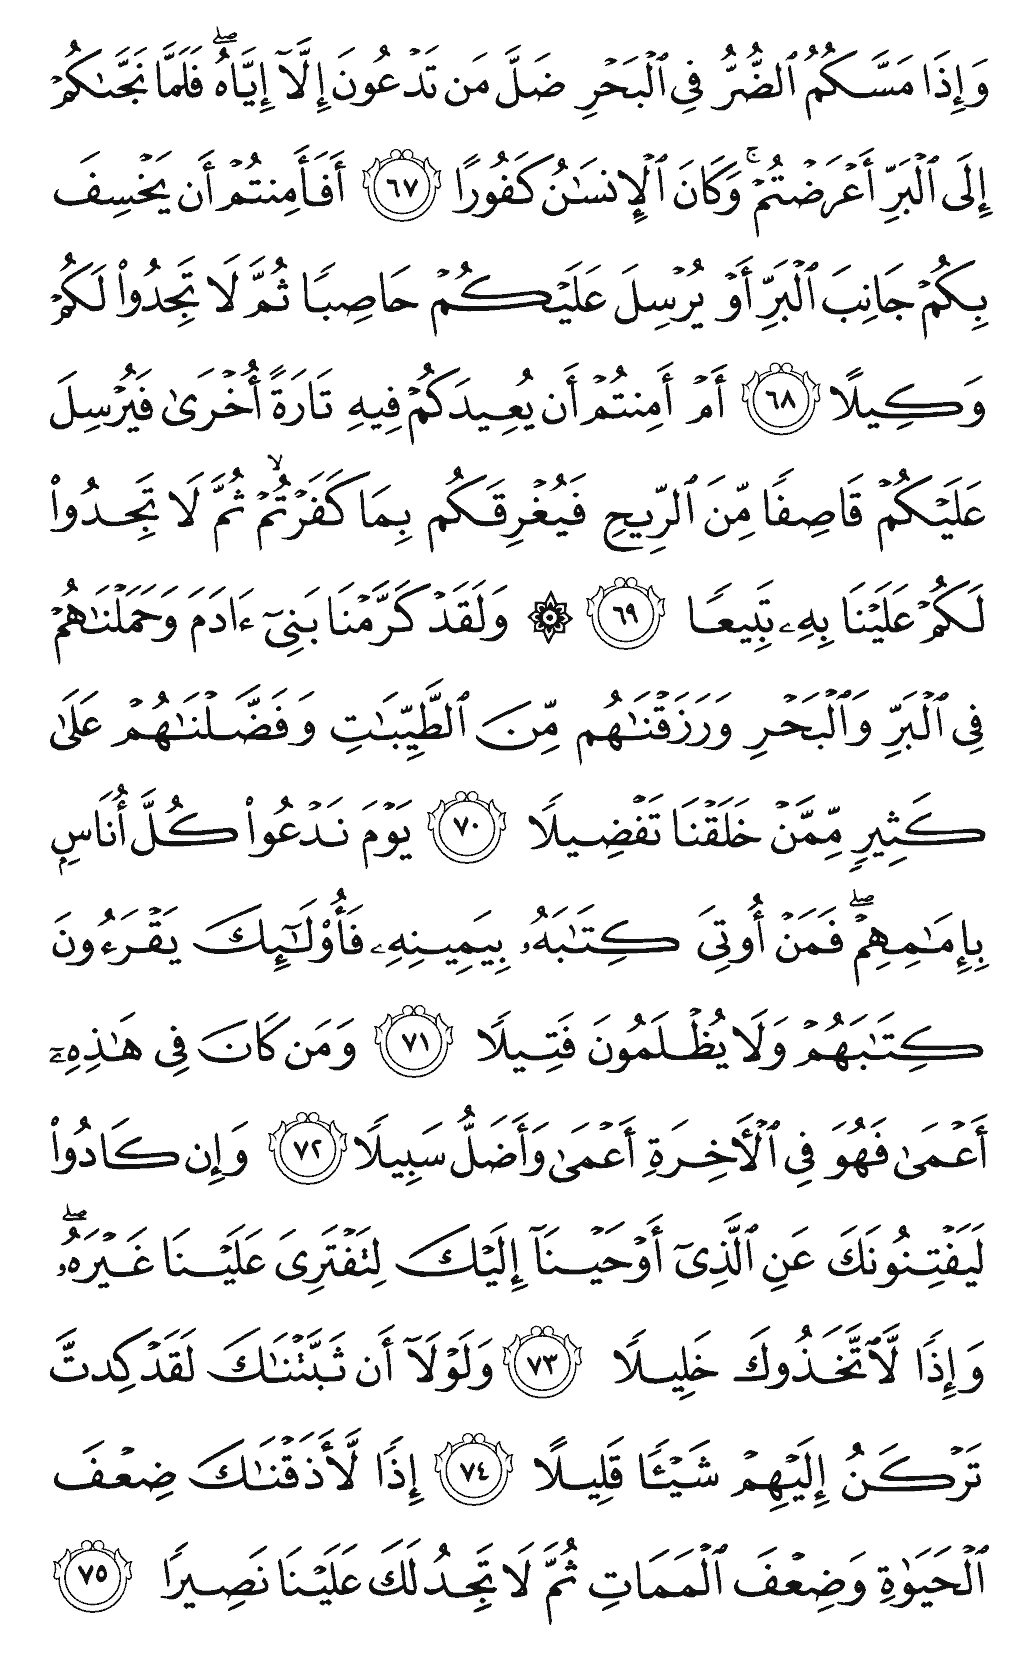 وَإِذَا مَسَّكُمُ ٱلضُّرُّ فِى ٱلْبَحْرِ ضَلَّ مَن تَدْعُونَ إِلَّآ إِيَّاهُ ۖ فَلَمَّا نَجَّىٰكُمْ
إِلَى ٱلْبَرِّ أَعْرَضْتُمْ ۚ وَكَانَ ٱلْإِنسَـٰنُ كَفُورًا ٦٧ أَفَأَمِنتُمْ أَن يَخْسِفَ
بِكُمْ جَانِبَ ٱلْبَرِّ أَوْ يُرْسِلَ عَلَيْكُمْ حَاصِبًا ثُمَّ لَا تَجِدُوا۟ لَكُمْ
وَكِيلًا ٦٨ أَمْ أَمِنتُمْ أَن يُعِيدَكُمْ فِيهِ تَارَةً أُخْرَىٰ فَيُرْسِلَ
عَلَيْكُمْ قَاصِفًا مِّنَ ٱلرِّيحِ فَيُغْرِقَكُم بِمَا كَفَرْتُمْ ۙ ثُمَّ لَا تَجِدُوا۟
لَكُمْ عَلَيْنَا بِهِۦ تَبِيعًا ٦٩ ۞ وَلَقَدْ كَرَّمْنَا بَنِىٓ ءَادَمَ وَحَمَلْنَـٰهُمْ
فِى ٱلْبَرِّ وَٱلْبَحْرِ وَرَزَقْنَـٰهُم مِّنَ ٱلطَّيِّبَـٰتِ وَفَضَّلْنَـٰهُمْ عَلَىٰ
كَثِيرٍ مِّمَّنْ خَلَقْنَا تَفْضِيلًا ٧٠ يَوْمَ نَدْعُوا۟ كُلَّ أُنَاسٍۭ
بِإِمَـٰمِهِمْ ۖ فَمَنْ أُوتِىَ كِتَـٰبَهُۥ بِيَمِينِهِۦ فَأُو۟لَـٰٓئِكَ يَقْرَءُونَ
كِتَـٰبَهُمْ وَلَا يُظْلَمُونَ فَتِيلًا ٧١ وَمَن كَانَ فِى هَـٰذِهِۦٓ
أَعْمَىٰ فَهُوَ فِى ٱلْـَٔاخِرَةِ أَعْمَىٰ وَأَضَلُّ سَبِيلًا ٧٢ وَإِن كَادُوا۟
لَيَفْتِنُونَكَ عَنِ ٱلَّذِىٓ أَوْحَيْنَآ إِلَيْكَ لِتَفْتَرِىَ عَلَيْنَا غَيْرَهُۥ ۖ
وَإِذًا لَّٱتَّخَذُوكَ خَلِيلًا ٧٣ وَلَوْلَآ أَن ثَبَّتْنَـٰكَ لَقَدْ كِدتَّ
تَرْكَنُ إِلَيْهِمْ شَيْـًٔا قَلِيلًا ٧٤ إِذًا لَّأَذَقْنَـٰكَ ضِعْفَ
ٱلْحَيَوٰةِ وَضِعْفَ ٱلْمَمَاتِ ثُمَّ لَا تَجِدُ لَكَ عَلَيْنَا نَصِيرًا ٧٥